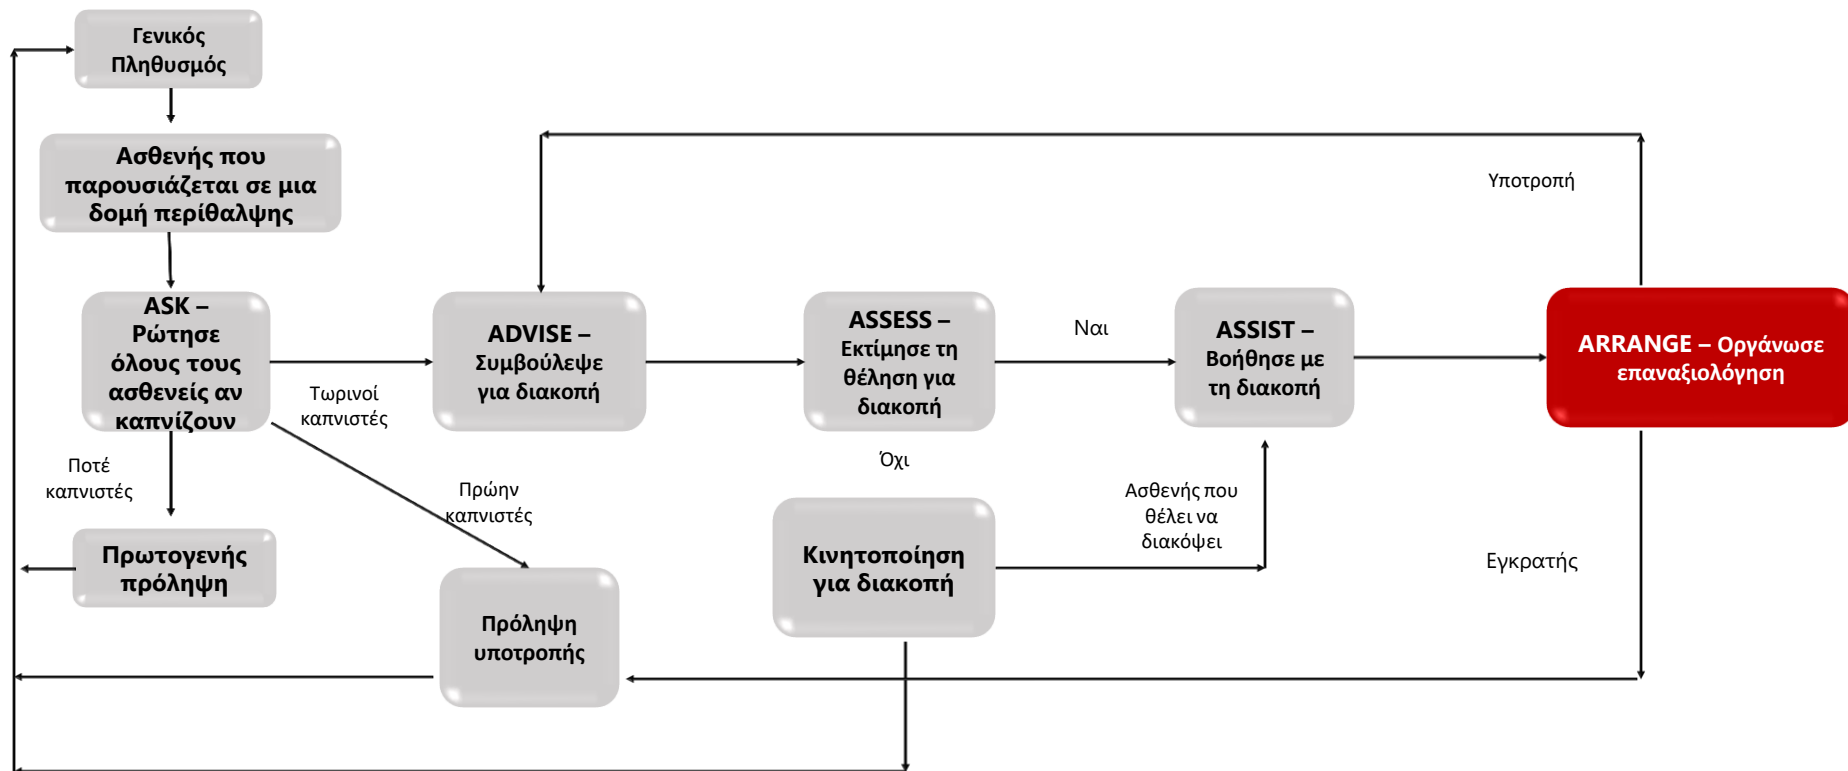 Γενικός
Πληθυσμός
Ασθενής που
παρουσιάζεται σε μια
δομή περίθαλψης
Υποτροπή
ASK –
Ρώτησε
όλους τους
ασθενείς αν
καπνίζουν
Τωρινοί
καπνιστές
ADVISE –
Συμβούλεψε
για διακοπή
ASSESS –
Εκτίμησε τη
θέληση για
διακοπή
Ναι
ASSIST –
Βοήθησε με
τη διακοπή
ARRANGE – Οργάνωσε
επαναξιολόγηση
Ποτέ
καπνιστές
Πρώην
καπνιστές
Όχι
Ασθενής που
θέλει να
διακόψει
Πρωτογενής
πρόληψη
Πρόληψη
υποτροπής
Κινητοποίηση
για διακοπή
Εγκρατής